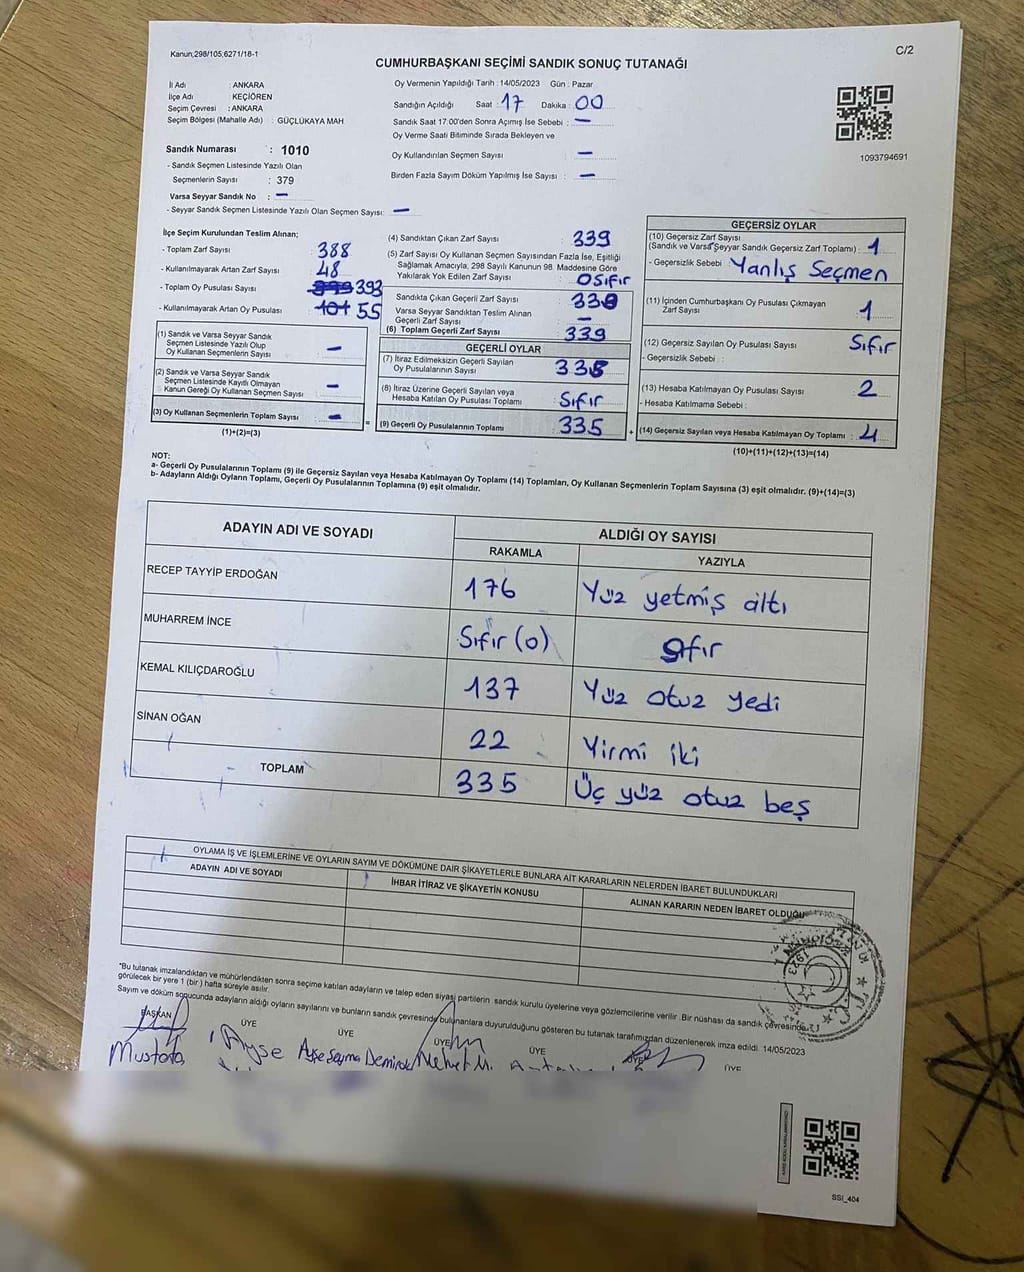 Kanun;298/105;6271/18-1
C/2
CUMHURBAŞKANI SEÇİMİ SANDIK SONUÇ TUTANAĞI
İl Adı : ANKARA
İlçe Adı : KEÇİÖREN
Seçim Çevresi : ANKARA
Seçim Bölgesi (Mahalle Adı) : GÜÇLÜKAYA MAH
Sandık Numarası : 1010
- Sandık Seçmen Listesinde Yazılı Olan
Seçmenlerin Sayısı : 379
Varsa Seyyar Sandık No : -
- Seyyar Sandık Seçmen Listesinde Yazılı Olan Seçmen Sayısı: -
Oy Vermenin Yapıldığı Tarih : 14/05/2023 Gün : Pazar
Sandığın Açıldığı Saat : 17 Dakika : 00
Sandık Saat 17:00'den Sonra Açımış İse Sebebi : -
Oy Verme Saati Bitiminde Sırada Bekleyen ve
Oy Kullandırılan Seçmen Sayısı -
Birden Fazla Sayım Döküm Yapılmış İse Sayısı : -
1093794691
İlçe Seçim Kurulundan Teslim Alınan;
- Toplam Zarf Sayısı 388
- Kullanılmayarak Artan Zarf Sayısı 48
- Toplam Oy Pusulası Sayısı 393
- Kullanılmayarak Artan Oy Pusulası 55
(1) Sandık ve Varsa Seyyar Sandık
Seçmen Listesinde Yazılı Olup
Oy Kullanan Seçmenlerin Sayısı -
(2) Sandık ve Varsa Seyyar Sandık
Seçmen Listesinde Kayıtlı Olmayan
Kanun Gereği Oy Kullanan Seçmen Sayısı -
(3) Oy Kullanan Seçmenlerin Toplam Sayısı -
(1)+(2)=(3)
(4) Sandıktan Çıkan Zarf Sayısı 339
(5) Zarf Sayısı Oy Kullanan Seçmen Sayısından Fazla İse, Eşitliği
Sağlamak Amacıyla, 298 Sayılı Kanunun 98. Maddesine Göre
Yakılarak Yok Edilen Zarf Sayısı : 0 sıfır
Sandıkta Çıkan Geçerli Zarf Sayısı
Varsa Seyyar Sandıktan Teslim Alınan
Geçerli Zarf Sayısı -
(6) Toplam Geçerli Zarf Sayısı 339
GEÇERLİ OYLAR
(7) İtiraz Edilmeksizin Geçerli Sayılan
Oy Pusulalarının Sayısı : 335
(8) İtiraz Üzerine Geçerli Sayılan veya
Hesaba Katılan Oy Pusulası Toplamı Sıfır
(9) Geçerli Oy Pusulalarının Toplamı 335
GEÇERSİZ OYLAR
(10) Geçersiz Zarf Sayısı
(Sandık ve Varsa Seyyar Sandık Geçersiz Zarf Toplamı) : 1
- Geçersizlik Sebebi : Yanlış Seçmen
(11) İçinden Cumhurbaşkanı Oy Pusulası Çıkmayan
Zarf Sayısı 1
(12) Geçersiz Sayılan Oy Pusulası Sayısı : Sıfır
- Geçersizlik Sebebi :
(13) Hesaba Katılmayan Oy Pusulası Sayısı : 2
- Hesaba Katılmama Sebebi :
(14) Geçersiz Sayılan veya Hesaba Katılmayan Oy Toplamı : 4
(10)+(11)+(12)+(13)=(14)
NOT:
a- Geçerli Oy Pusulalarının Toplamı (9) ile Geçersiz Sayılan veya Hesaba Katılmayan Oy Toplamı (14) Toplamları, Oy Kullanan Seçmenlerin Toplam Sayısına (3) eşit olmalıdır. (9)+(14)=(3)
b- Adayların Aldığı Oyların Toplamı, Geçerli Oy Pusulalarının Toplamına (9) eşit olmalıdır.
ADAYIN ADI VE SOYADI ALDIĞI OY SAYISI
RAKAMLA YAZIYLA
RECEP TAYYİP ERDOĞAN 176 Yüz yetmiş altı
MUHARREM İNCE Sıfır (0) sıfır
KEMAL KILIÇDAROĞLU 137 Yüz otuz yedi
SİNAN OĞAN 22 Yirmi iki
TOPLAM 335 Üç yüz otuz beş
OYLAMA İŞ VE İŞLEMLERİNE VE OYLARIN SAYIM VE DÖKÜMÜNE DAİR ŞİKAYETLERLE BUNLARA AİT KARARLARIN NELERDEN İBARET BULUNDUKLARI
ADAYIN ADI VE SOYADI İHBAR İTİRAZ VE ŞİKAYETİN KONUSU ALINAN KARARIN NEDEN İBARET OLDUĞU
*Bu tutanak imzalandıktan ve mühürlendikten sonra seçime katılan adayların ve talep eden siyasi partilerin sandık kurulu üyelerine veya gözlemcilerine verilir. Bir nüshası da sandık çevresinde
görülecek bir yere 1 (bir) hafta süreyle asılır.
Sayım ve döküm sonucunda adayların aldığı oyların sayılarını ve bunların sandık çevresinde bulunanlara duyurulduğunu gösteren bu tutanak tarafımızdan düzenlenerek imza edildi. 14/05/2023
BAŞKAN ÜYE ÜYE ÜYE ÜYE ÜYE ÜYE
Mustafa Ayşe Ayşe Seyma Demirok Mehmet M.
SSI_404